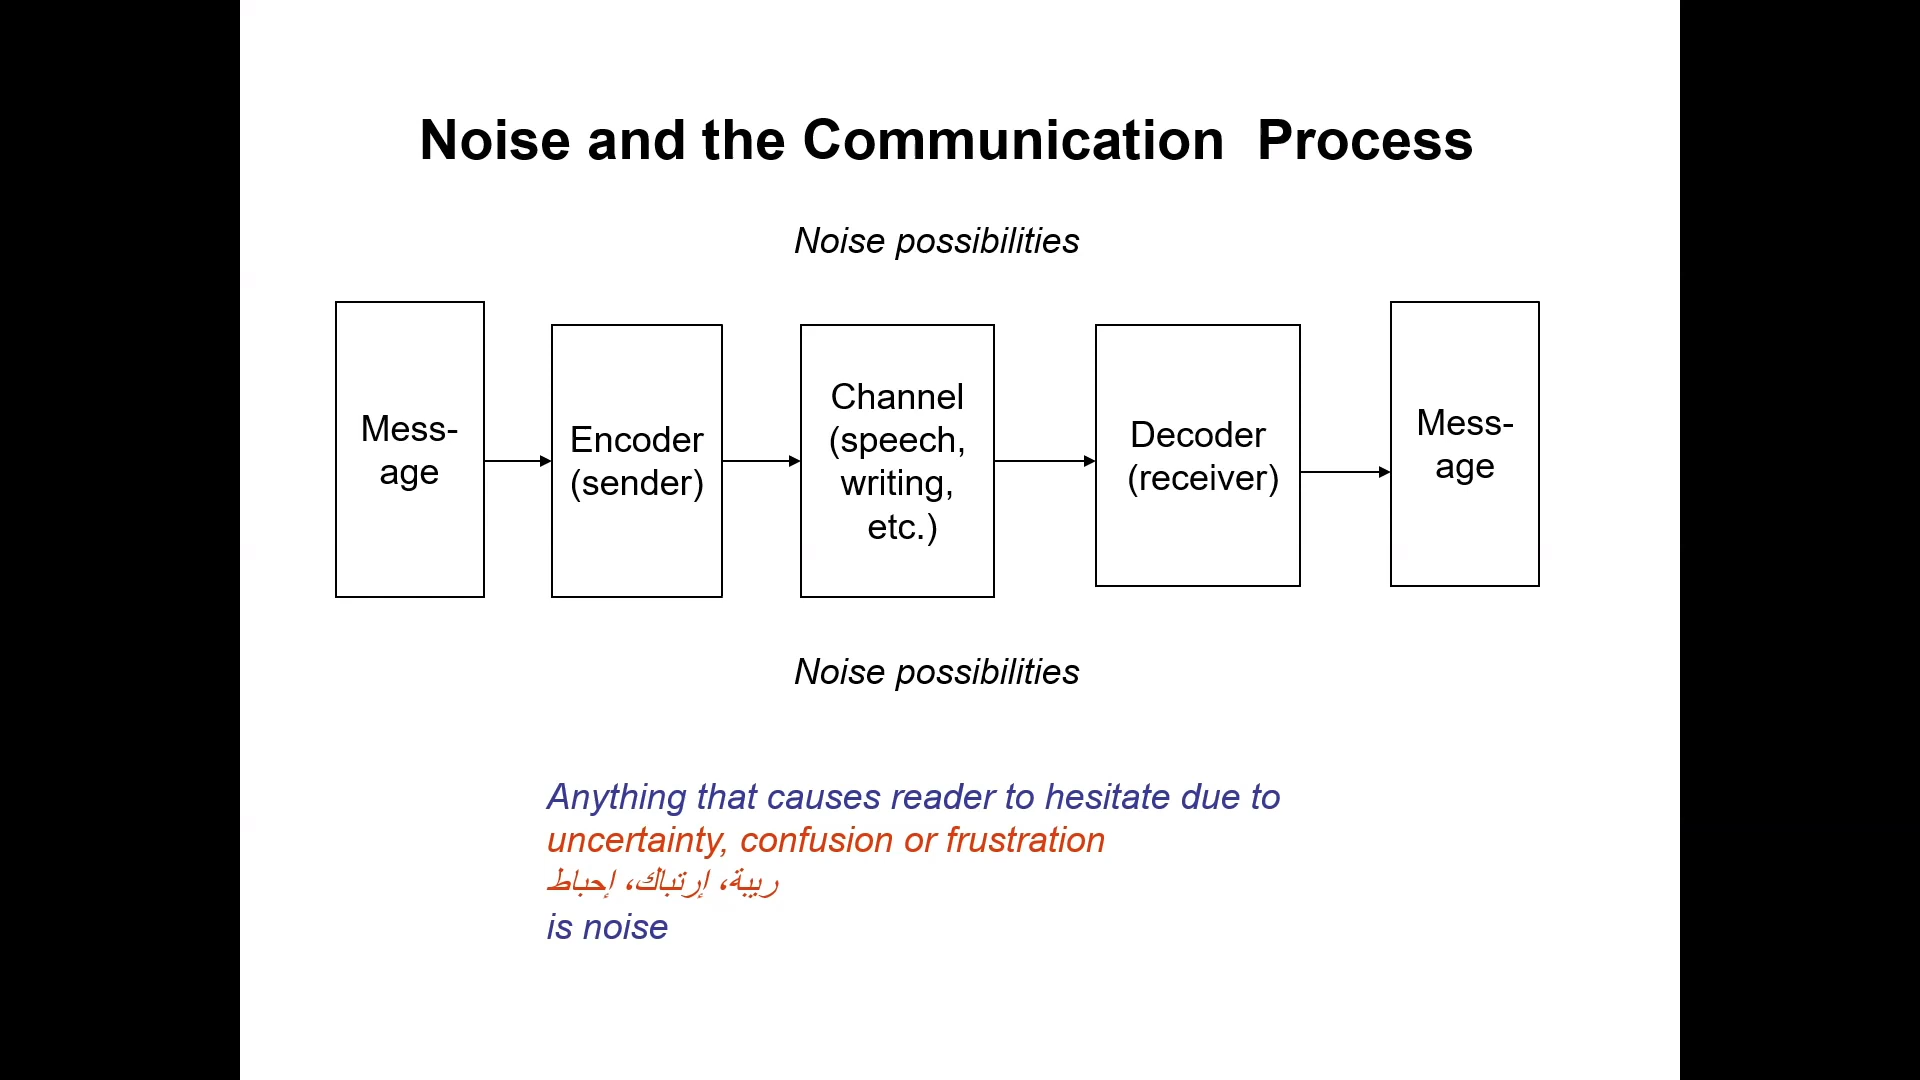 Noise and the Communication  Process
Noise possibilities
Mess-
age
Encoder
(sender)
Channel
(speech,
writing,
etc.)
Decoder
(receiver)
Mess-
age
Noise possibilities
Anything that causes reader to hesitate due to
uncertainty, confusion or frustration
ريبة، إرتباك، إحباط
is noise